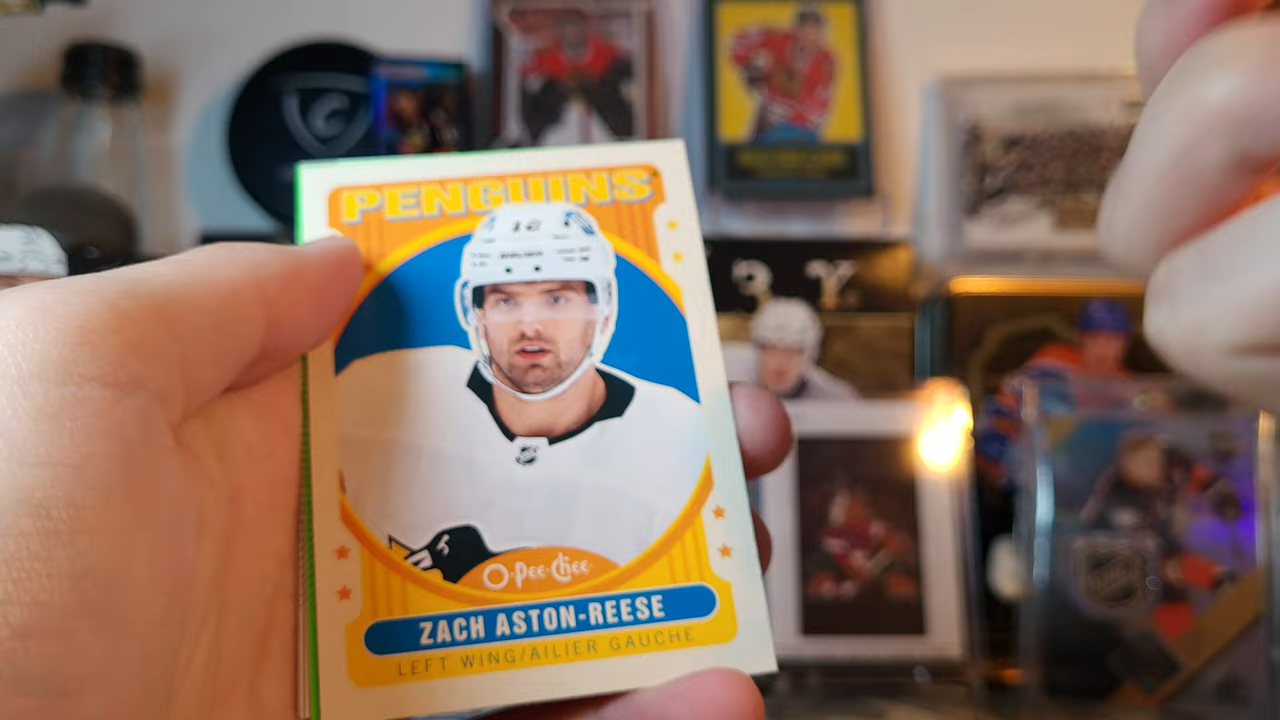 PENGUINS
12
O-Pee-Chee
ZACH ASTON-REESE
LEFT WING/AILIER GAUCHE